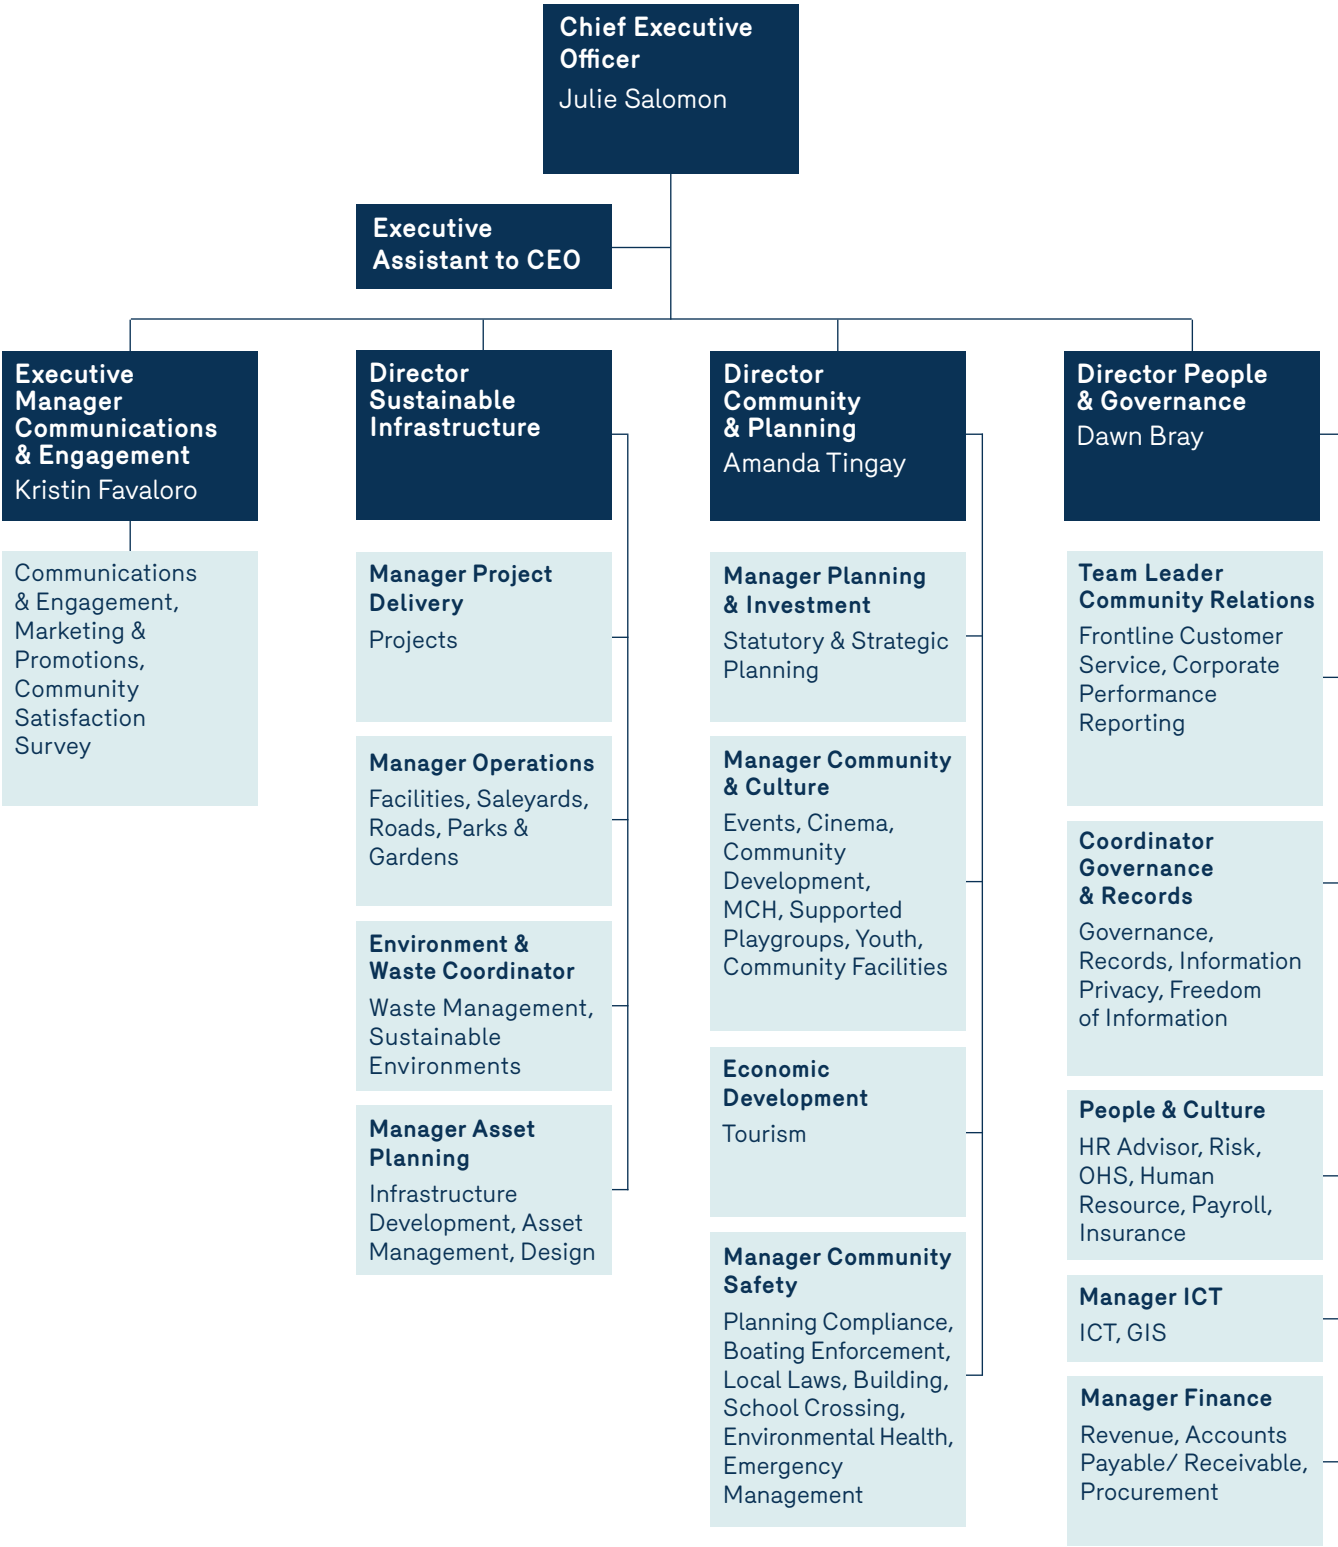 Chief Executive
Officer
Julie Salomon
Executive
Assistant to CEO
Executive
Manager
Communications
& Engagement
Kristin Favaloro
Communications
& Engagement,
Marketing &
Promotions,
Community
Satisfaction
Survey
Director
Sustainable
Infrastructure
Manager Project
Delivery
Projects
Manager Operations
Facilities, Saleyards,
Roads, Parks &
Gardens
Environment &
Waste Coordinator
Waste Management,
Sustainable
Environments
Manager Asset
Planning
Infrastructure
Development, Asset
Management, Design
Director
Community
& Planning
Amanda Tingay
Manager Planning
& Investment
Statutory & Strategic
Planning
Manager Community
& Culture
Events, Cinema,
Community
Development,
MCH, Supported
Playgroups, Youth,
Community Facilities
Economic
Development
Tourism
Manager Community
Safety
Planning Compliance,
Boating Enforcement,
Local Laws, Building,
School Crossing,
Environmental Health,
Emergency
Management
Director People
& Governance
Dawn Bray
Team Leader
Community Relations
Frontline Customer
Service, Corporate
Performance
Reporting
Coordinator
Governance
& Records
Governance,
Records, Information
Privacy, Freedom
of Information
People & Culture
HR Advisor, Risk,
OHS, Human
Resource, Payroll,
Insurance
Manager ICT
ICT, GIS
Manager Finance
Revenue, Accounts
Payable/ Receivable,
Procurement